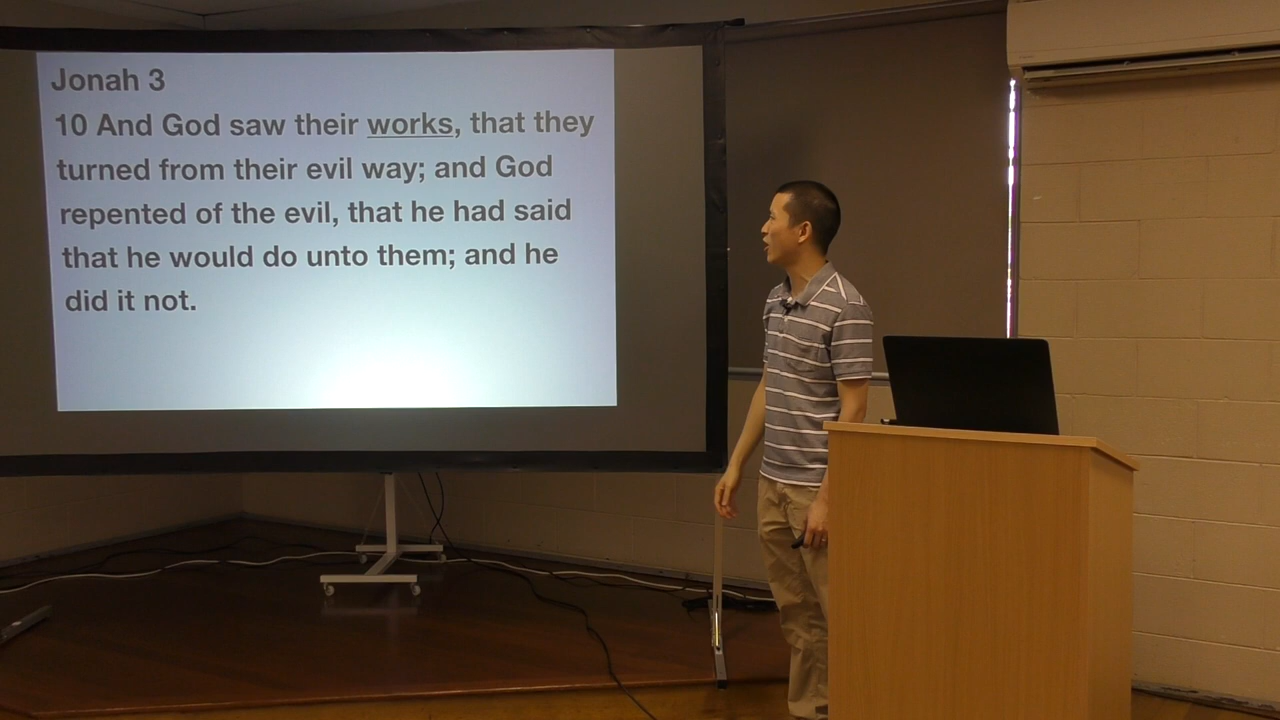 Jonah 3
10 And God saw their works, that they
turned from their evil way; and God
repented of the evil, that he had said
that he would do unto them; and he
did it not.